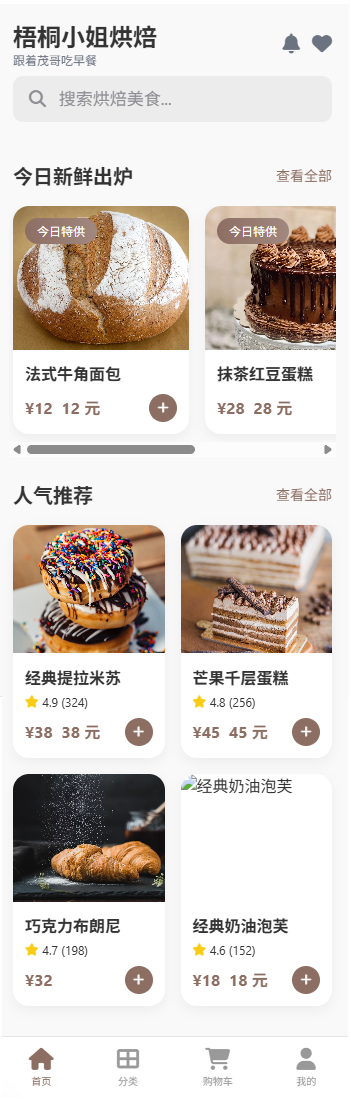 梧桐小姐烘焙
跟着茂哥吃早餐
搜索烘焙美食...
今日新鲜出炉
查看全部
今日特供
今日特供
法式牛角面包
抹茶红豆蛋糕
¥12 12 元
¥28 28 元
人气推荐
查看全部
经典提拉米苏
芒果千层蛋糕
4.9 (324)
4.8 (256)
¥38 38 元
¥45 45 元
经典奶油泡芙
巧克力布朗尼
经典奶油泡芙
4.7 (198)
4.6 (152)
¥32
¥18 18 元
首页
分类
购物车
我的